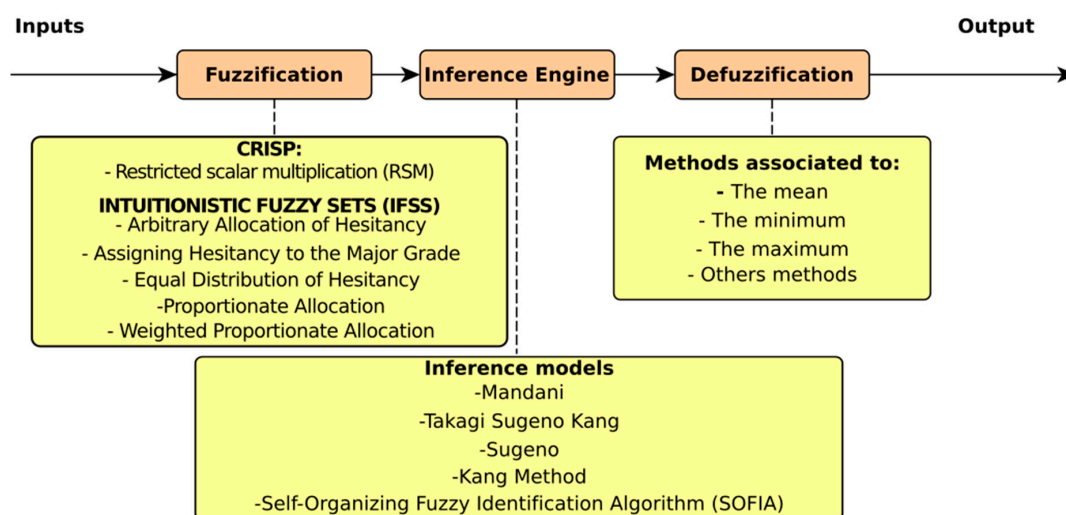 Inputs
Output
Fuzzification
Inference Engine
Defuzzification
CRISP:
- Restricted scalar multiplication (RSM)
INTUITIONISTIC FUZZY SETS (IFSS)
- Arbitrary Allocation of Hesitancy
- Assigning Hesitancy to the Major Grade
- Equal Distribution of Hesitancy
-Proportionate Allocation
- Weighted Proportionate Allocation
Methods associated to:
- The mean
- The minimum
- The maximum
- Others methods
Inference models
-Mandani
-Takagi Sugeno Kang
-Sugeno
-Kang Method
-Self-Organizing Fuzzy Identification Algorithm (SOFIA)